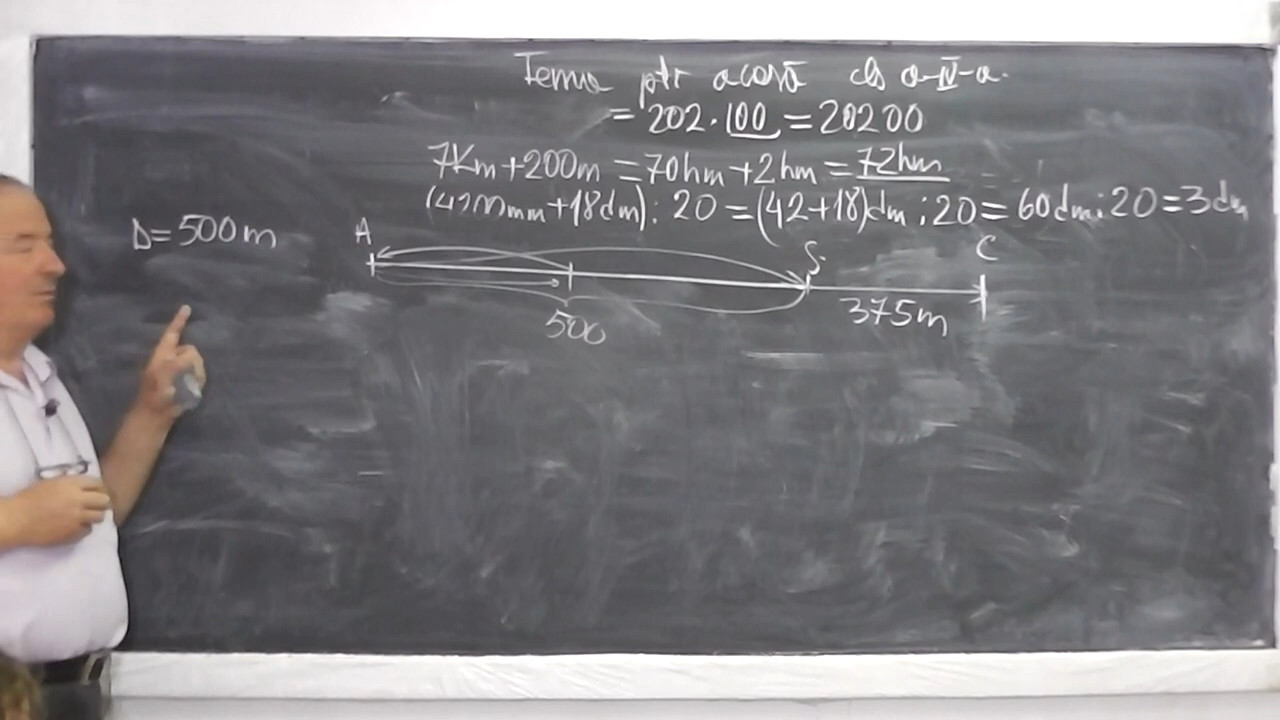 Tema ptr acasă cls a-IV-a.
= 202.100 = 20200
7Km+200m = 70hm+2hm = 72hm
(4200mm+18dm): 20 = (42+18)dm : 20 = 60dm : 20 = 3dm
D = 500m
A S. C
500 375m